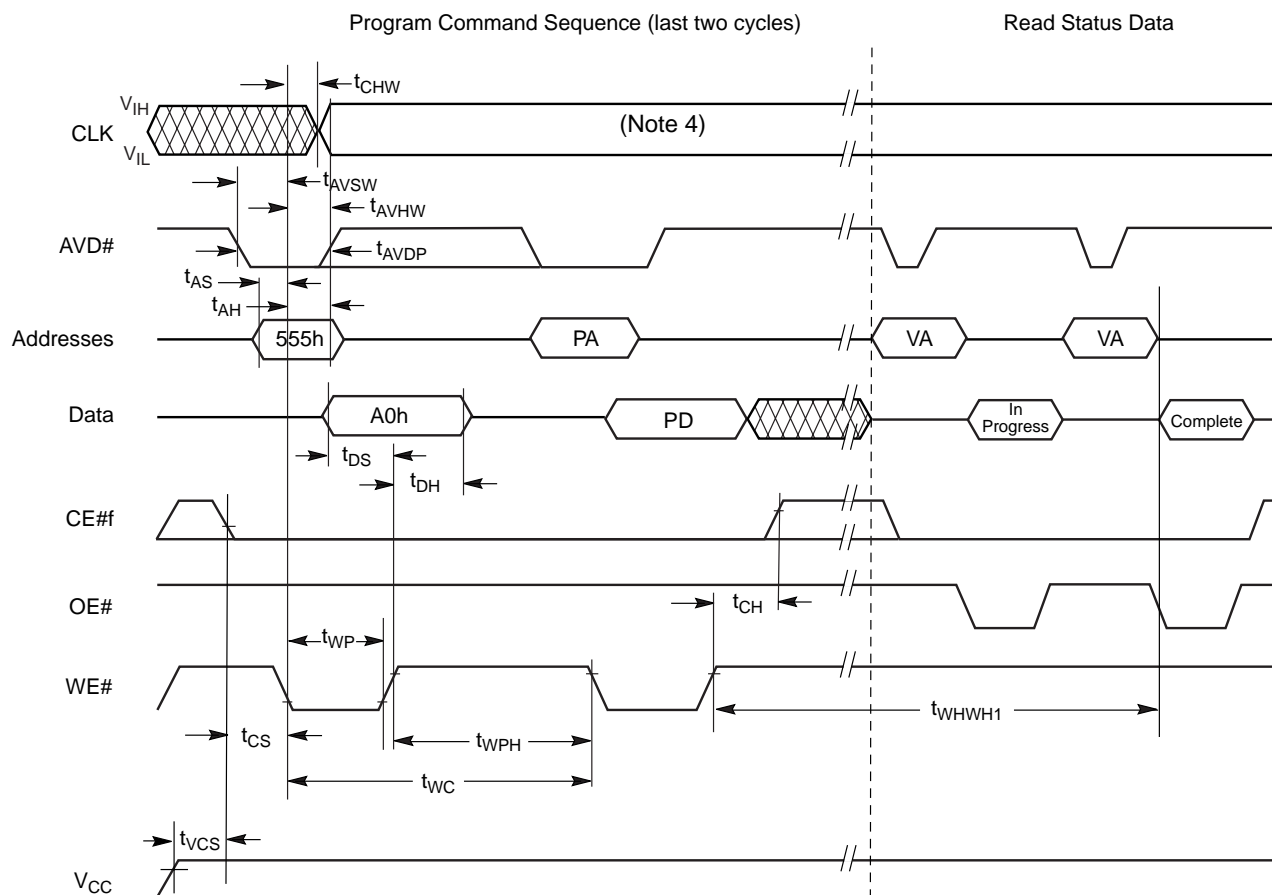 Program Command Sequence (last two cycles) Read Status Data
tCHW
VIH
CLK (Note 4)
VIL
tAVSW
tAVHW
AVD#
tAVDP
tAS
tAH
Addresses 555h PA VA VA
Data A0h PD In Progress Complete
tDS
tDH
CE#f
OE# tCH
tWP
WE#
tWHWH1
tCS tWPH
tWC
tVCS
VCC